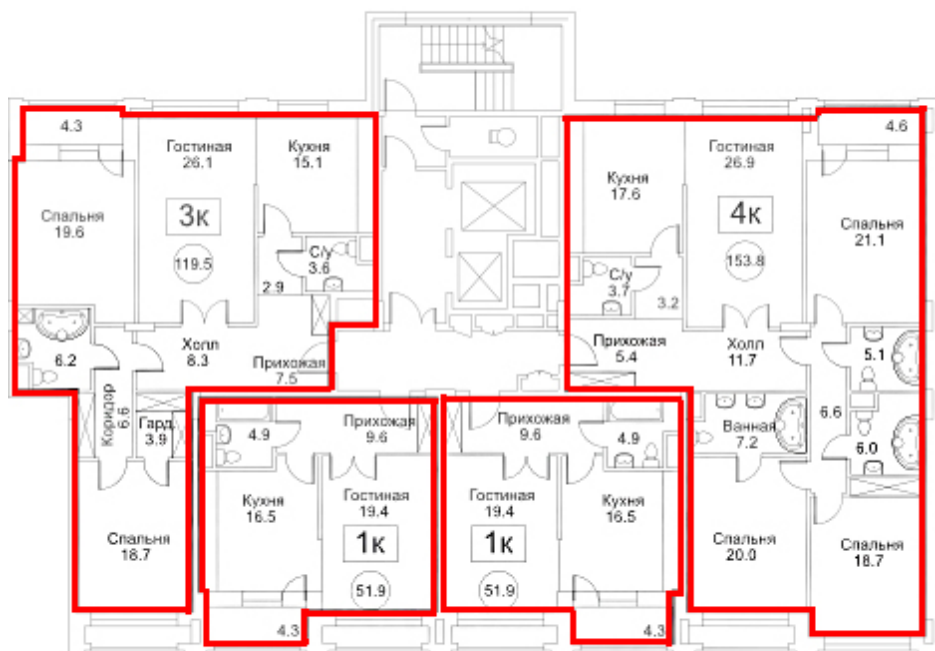 4.3
Гостиная
26.1
Кухня
15.1
3к
119.5
Спальня
19.6
С/у
3.6
2.9
6.2
Холл
8.3
Прихожая
7.5
Коридор
6.6
Гард.
3.9
Спальня
18.7
4.9
Прихожая
9.6
Кухня
16.5
Гостиная
19.4
1к
51.9
4.3
Прихожая
9.6
4.9
Гостиная
19.4
Кухня
16.5
1к
51.9
4.3
Кухня
17.6
Гостиная
26.9
4.6
4к
153.8
Спальня
21.1
С/у
3.7
3.2
Прихожая
5.4
Холл
11.7
5.1
6.6
Ванная
7.2
6.0
Спальня
20.0
Спальня
18.7